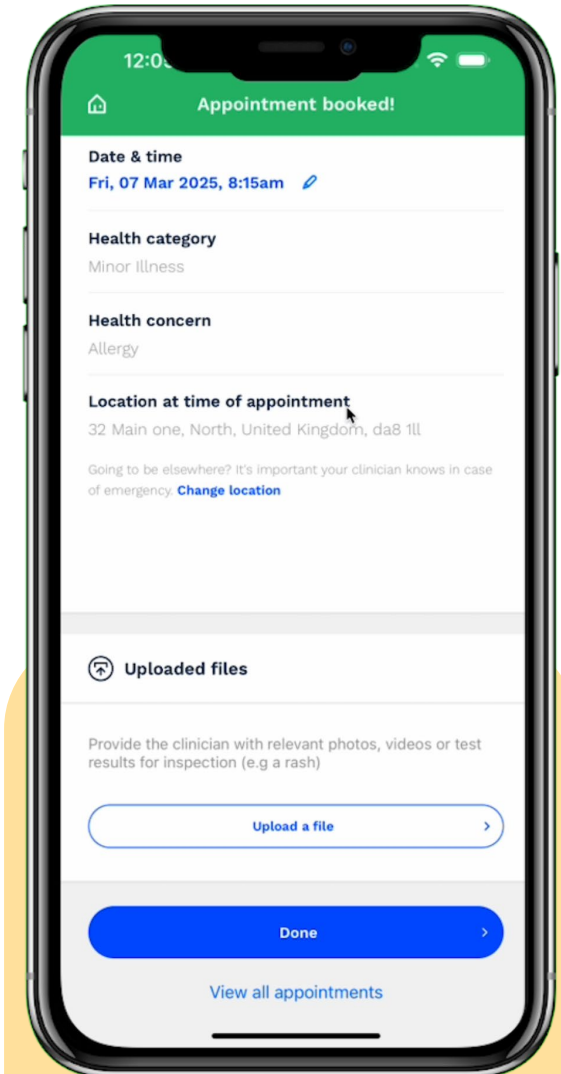 Appointment booked!
Date & time
Fri, 07 Mar 2025, 8:15am
Health category
Minor Illness
Health concern
Allergy
Location at time of appointment
32 Main one, North, United Kingdom, da8 1ll
Going to be elsewhere? It's important your clinician knows in case
of emergency. Change location
Uploaded files
Provide the clinician with relevant photos, videos or test
results for inspection (e.g a rash)
Upload a file
Done
View all appointments